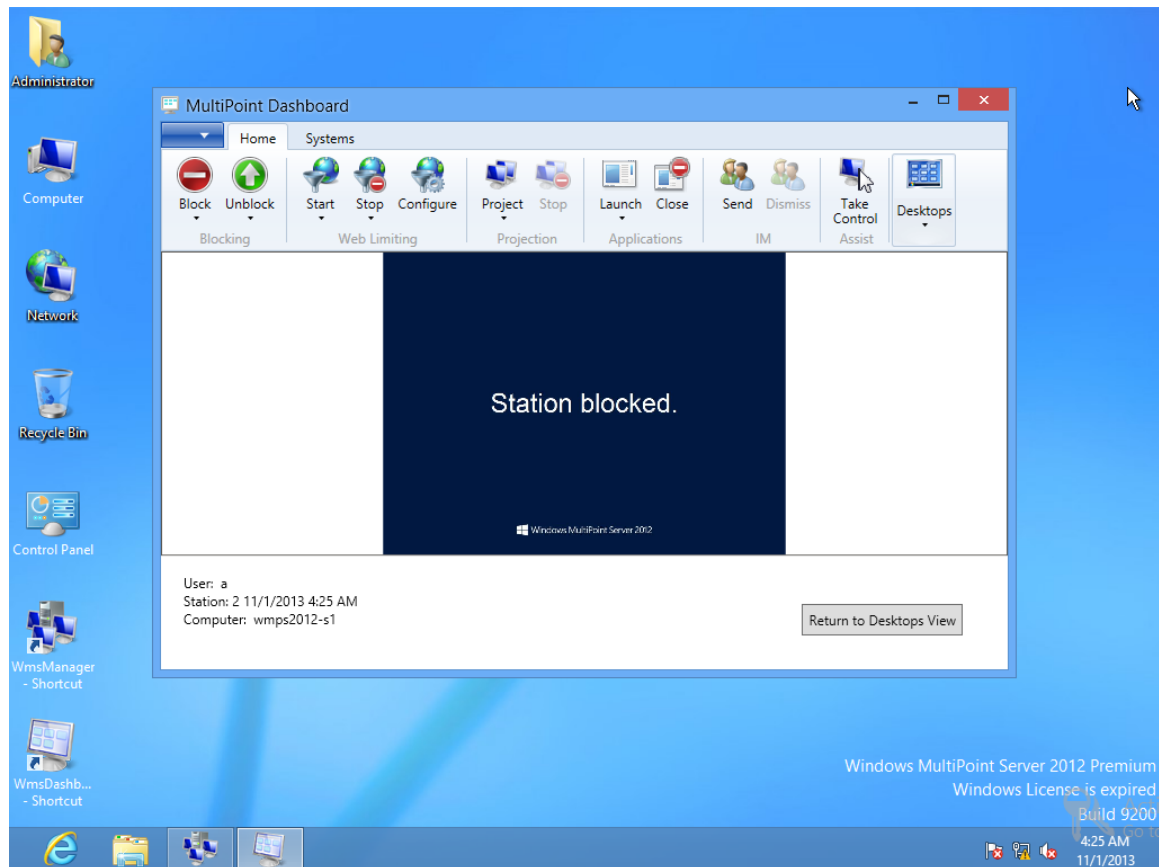 Administrator
Computer
Network
Recycle Bin
Control Panel
WmsManager
- Shortcut
WmsDashb...
- Shortcut
MultiPoint Dashboard
Home Systems
Block Unblock Start Stop Configure Project Stop Launch Close Send Dismiss Take Control Desktops
Blocking Web Limiting Projection Applications IM Assist
Station blocked.
Windows MultiPoint Server 2012
User: a
Station: 2 11/1/2013 4:25 AM
Computer: wmps2012-s1
Return to Desktops View
Windows MultiPoint Server 2012 Premium
Windows License is expired
Build 9200
Go to
4:25 AM
11/1/2013